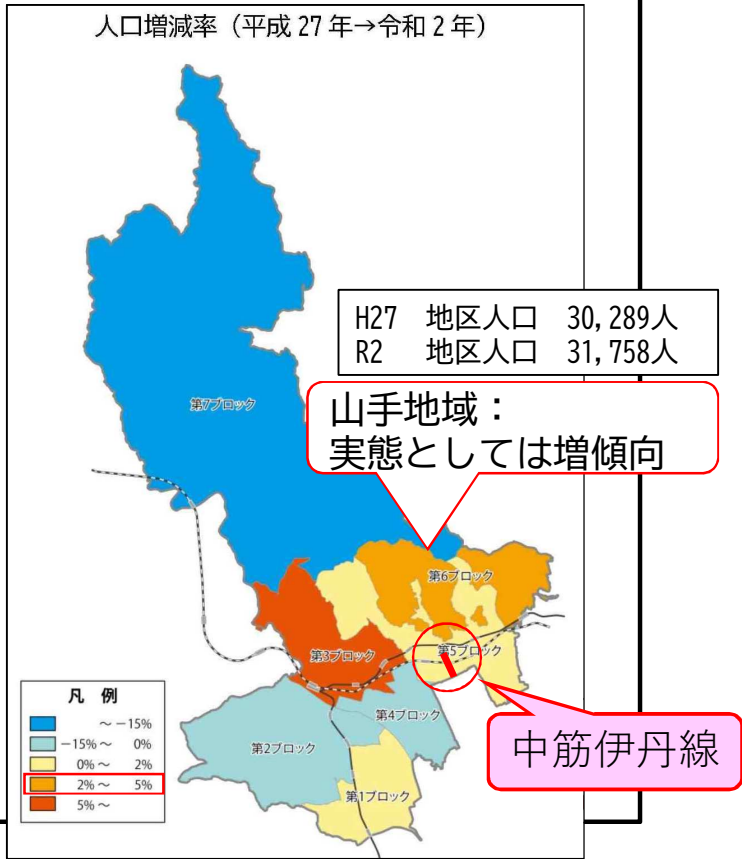 人口増減率（平成 27 年→令和 2 年）
H27 地区人口 30,289人
R2 地区人口 31,758人
第7ブロック
山手地域：
実態としては増傾向
第6ブロック
第3ブロック
第5ブロック
凡 例
～ －15%
－15% ～ 0%
0% ～ 2%
2% ～ 5%
5% ～
第4ブロック
第2ブロック
中筋伊丹線
第1ブロック